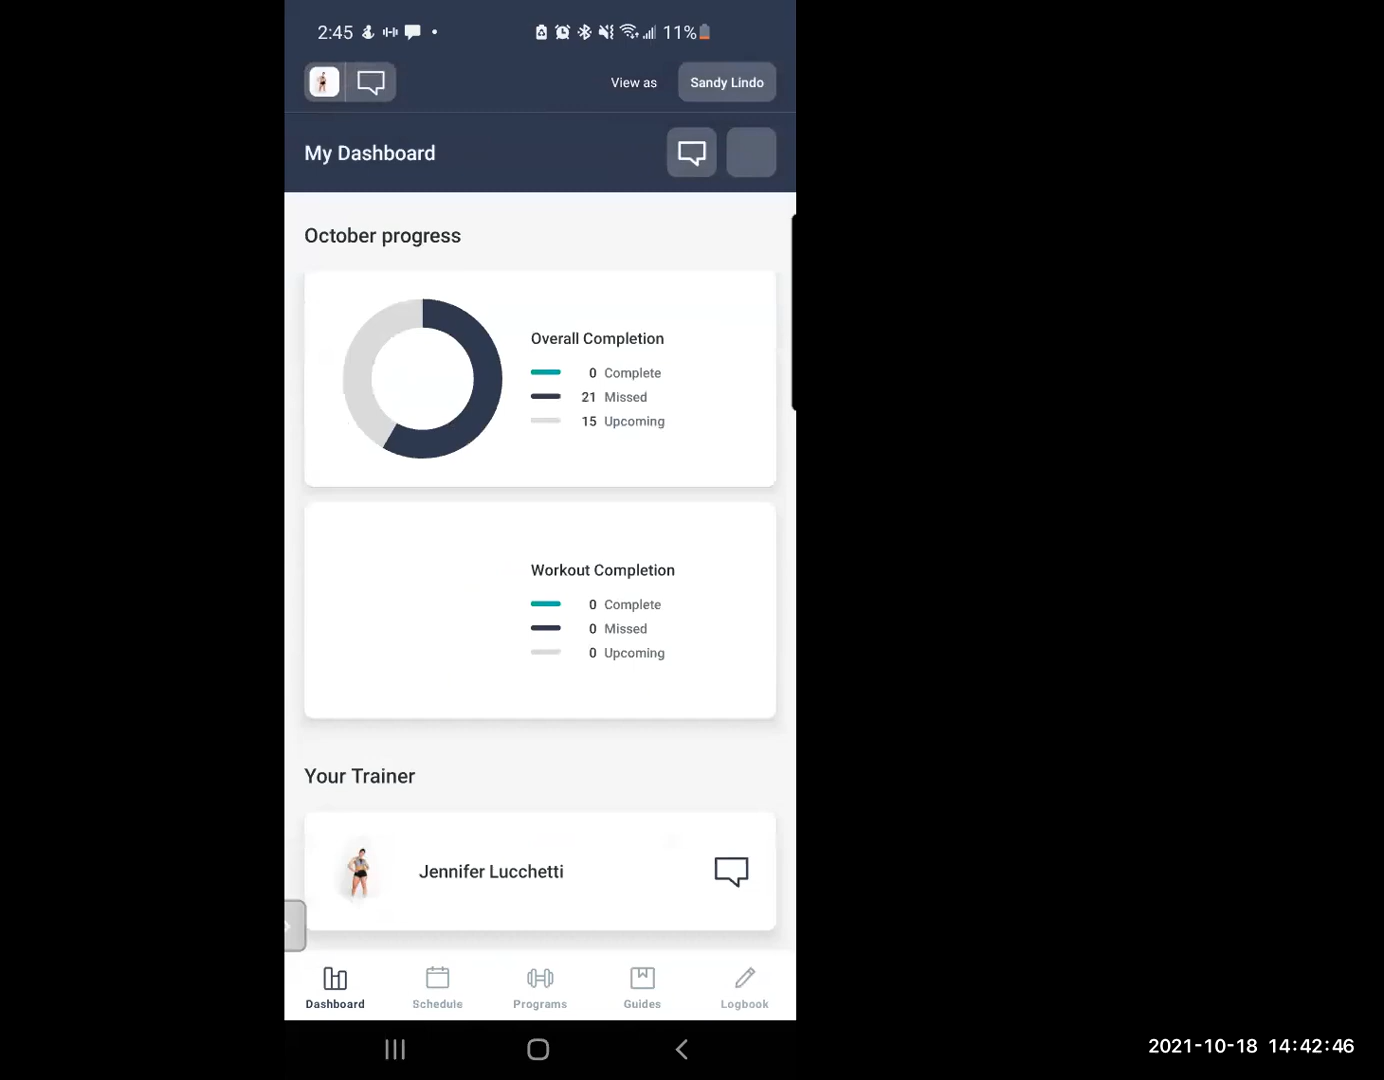 2:45
11%
View as
Sandy Lindo
My Dashboard
October progress
Overall Completion
0 Complete
21 Missed
15 Upcoming
Workout Completion
0 Complete
0 Missed
0 Upcoming
Your Trainer
Jennifer Lucchetti
Dashboard
Schedule
Programs
Guides
Logbook
2021-10-18 14:42:46